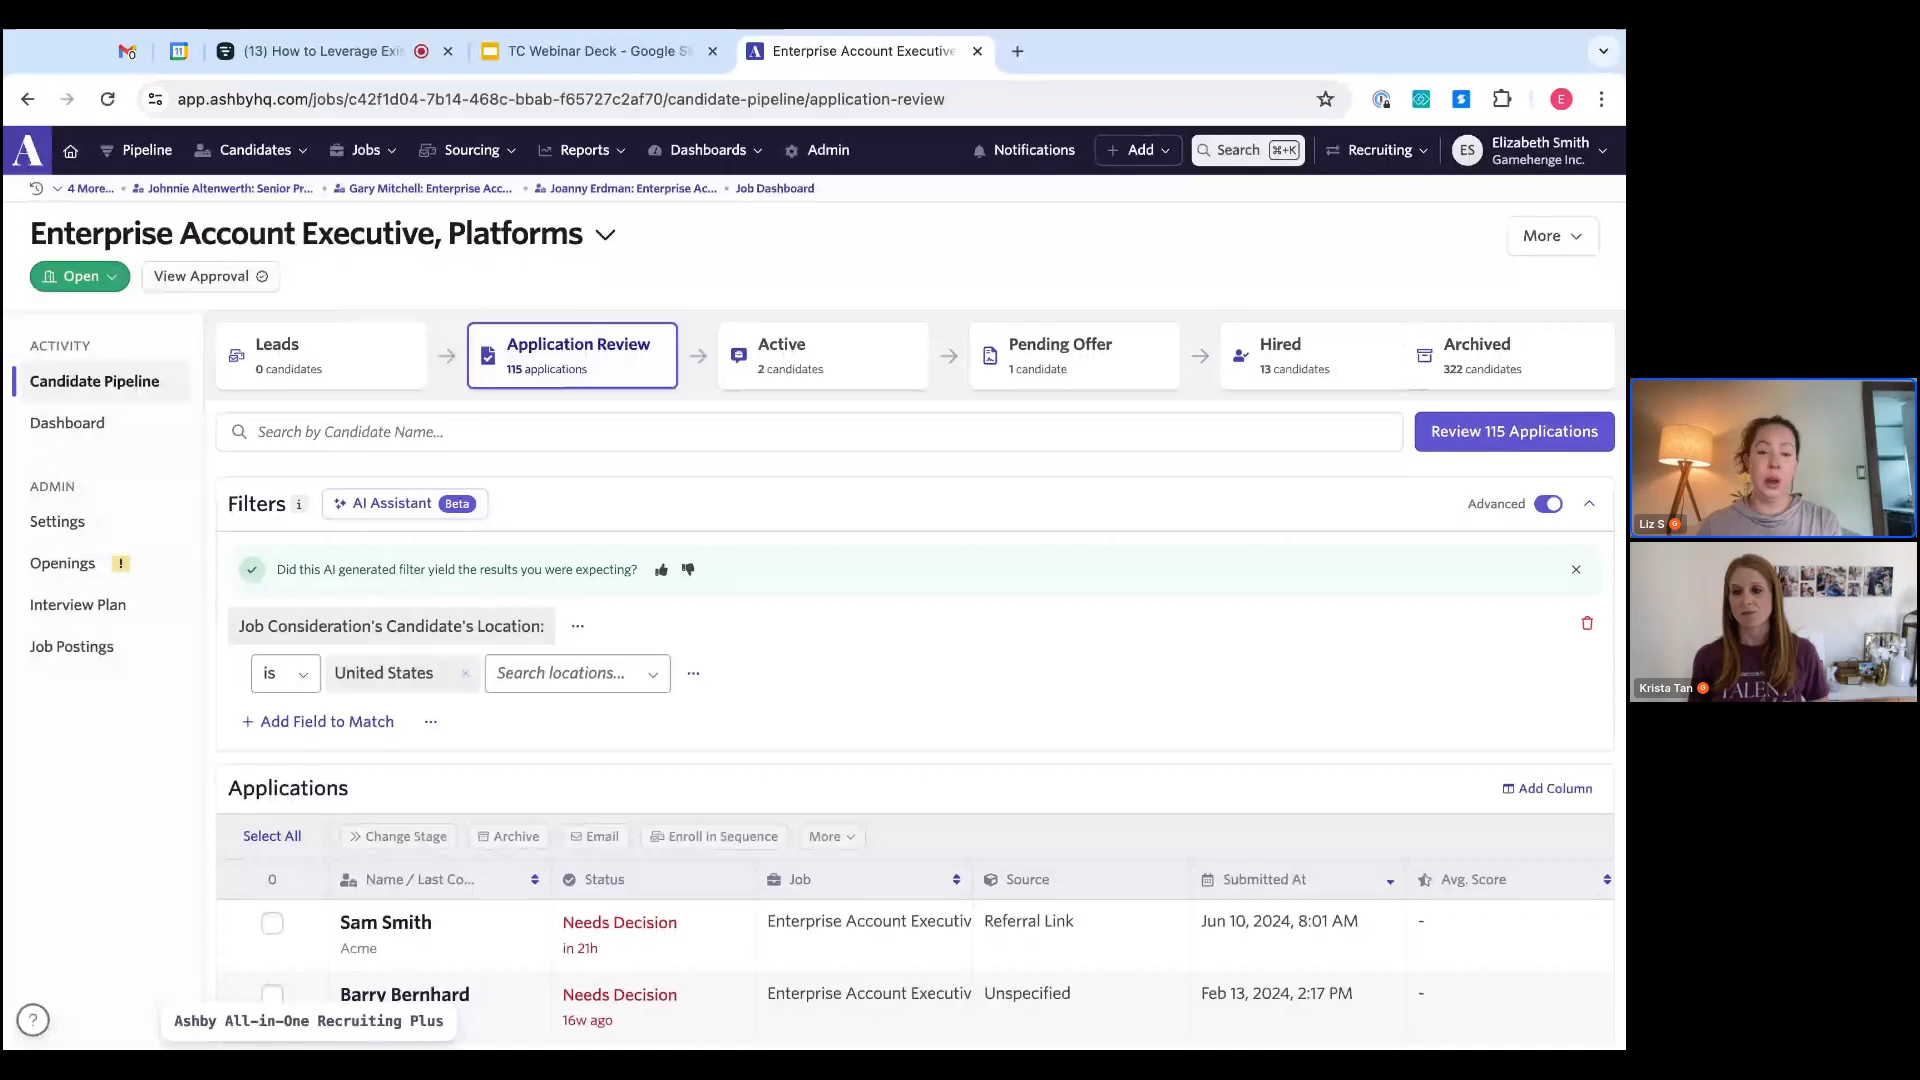 (13) How to Leverage Exis
TC Webinar Deck - Google Sl
Enterprise Account Executive
app.ashbyhq.com/jobs/c42f1d04-7b14-468c-bbab-f65727c2af70/candidate-pipeline/application-review
E
A
Pipeline
Candidates
Jobs
Sourcing
Reports
Dashboards
Admin
Notifications
+ Add
Search ⌘+K
Recruiting
ES
Elizabeth Smith
Gamehenge Inc.
4 More...
Johnnie Altenwerth: Senior Pr...
Gary Mitchell: Enterprise Acc...
Joanny Erdman: Enterprise Ac...
Job Dashboard
Enterprise Account Executive, Platforms
More
Open
View Approval
ACTIVITY
Candidate Pipeline
Dashboard
ADMIN
Settings
Openings !
Interview Plan
Job Postings
Leads
0 candidates
Application Review
115 applications
Active
2 candidates
Pending Offer
1 candidate
Hired
13 candidates
Archived
322 candidates
Search by Candidate Name...
Review 115 Applications
Filters i
AI Assistant Beta
Advanced
Did this AI generated filter yield the results you were expecting?
Job Consideration's Candidate's Location: ...
is
United States ×
Search locations...
...
+ Add Field to Match ...
Applications
Add Column
Select All
Change Stage
Archive
Email
Enroll in Sequence
More
0
Name / Last Co...
Status
Job
Source
Submitted At
Avg. Score
Sam Smith
Acme
Needs Decision
in 21h
Enterprise Account Executiv
Referral Link
Jun 10, 2024, 8:01 AM
-
Barry Bernhard
Needs Decision
16w ago
Enterprise Account Executiv
Unspecified
Feb 13, 2024, 2:17 PM
-
?
Ashby All-in-One Recruiting Plus
Liz S
Krista Tan
TALENT